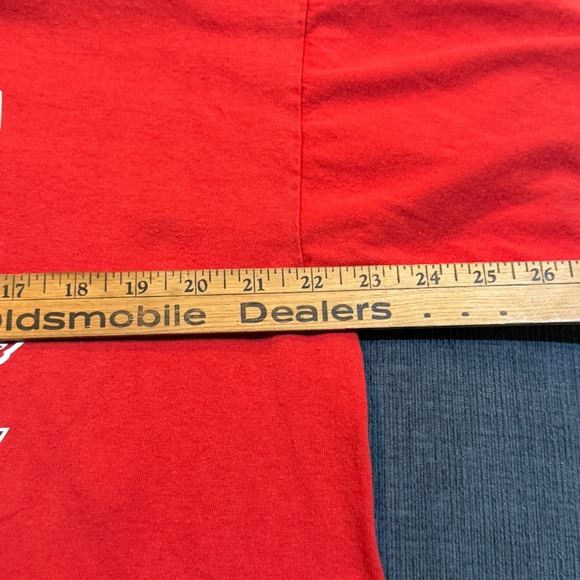 17 18 19 20 21 22 23 24 25 26
ldsmobile Dealers . . .